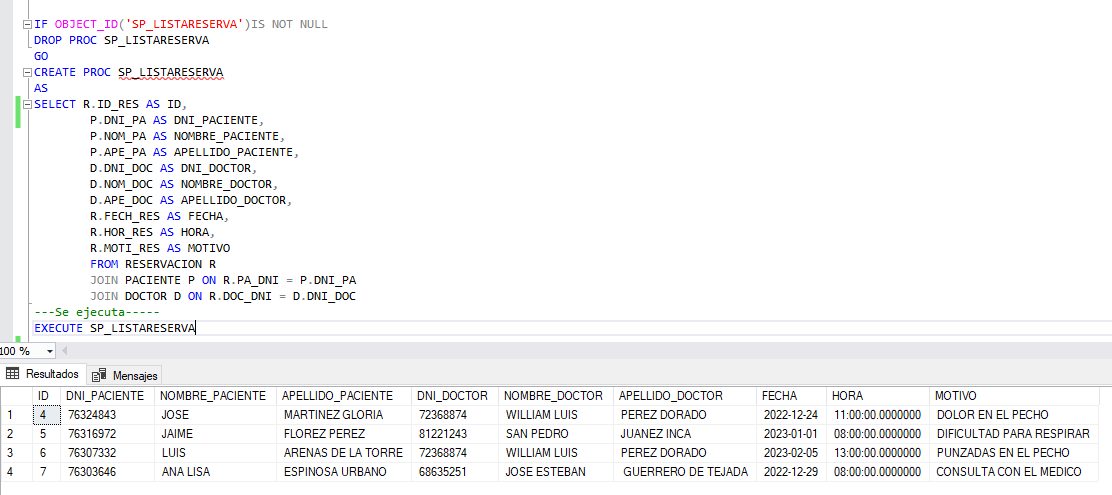 IF OBJECT_ID('SP_LISTARESERVA')IS NOT NULL
DROP PROC SP_LISTARESERVA
GO
CREATE PROC SP_LISTARESERVA
AS
SELECT R.ID_RES AS ID,
P.DNI_PA AS DNI_PACIENTE,
P.NOM_PA AS NOMBRE_PACIENTE,
P.APE_PA AS APELLIDO_PACIENTE,
D.DNI_DOC AS DNI_DOCTOR,
D.NOM_DOC AS NOMBRE_DOCTOR,
D.APE_DOC AS APELLIDO_DOCTOR,
R.FECH_RES AS FECHA,
R.HOR_RES AS HORA,
R.MOTI_RES AS MOTIVO
FROM RESERVACION R
JOIN PACIENTE P ON R.PA_DNI = P.DNI_PA
JOIN DOCTOR D ON R.DOC_DNI = D.DNI_DOC
---Se ejecuta-----
EXECUTE SP_LISTARESERVA
100 %
Resultados Mensajes
ID DNI_PACIENTE NOMBRE_PACIENTE APELLIDO_PACIENTE DNI_DOCTOR NOMBRE_DOCTOR APELLIDO_DOCTOR FECHA HORA MOTIVO
1 4 76324843 JOSE MARTINEZ GLORIA 72368874 WILLIAM LUIS PEREZ DORADO 2022-12-24 11:00:00.0000000 DOLOR EN EL PECHO
2 5 76316972 JAIME FLOREZ PEREZ 81221243 SAN PEDRO JUANEZ INCA 2023-01-01 08:00:00.0000000 DIFICULTAD PARA RESPIRAR
3 6 76307332 LUIS ARENAS DE LA TORRE 72368874 WILLIAM LUIS PEREZ DORADO 2023-02-05 13:00:00.0000000 PUNZADAS EN EL PECHO
4 7 76303646 ANA LISA ESPINOSA URBANO 68635251 JOSE ESTEBAN GUERRERO DE TEJADA 2022-12-29 08:00:00.0000000 CONSULTA CON EL MEDICO